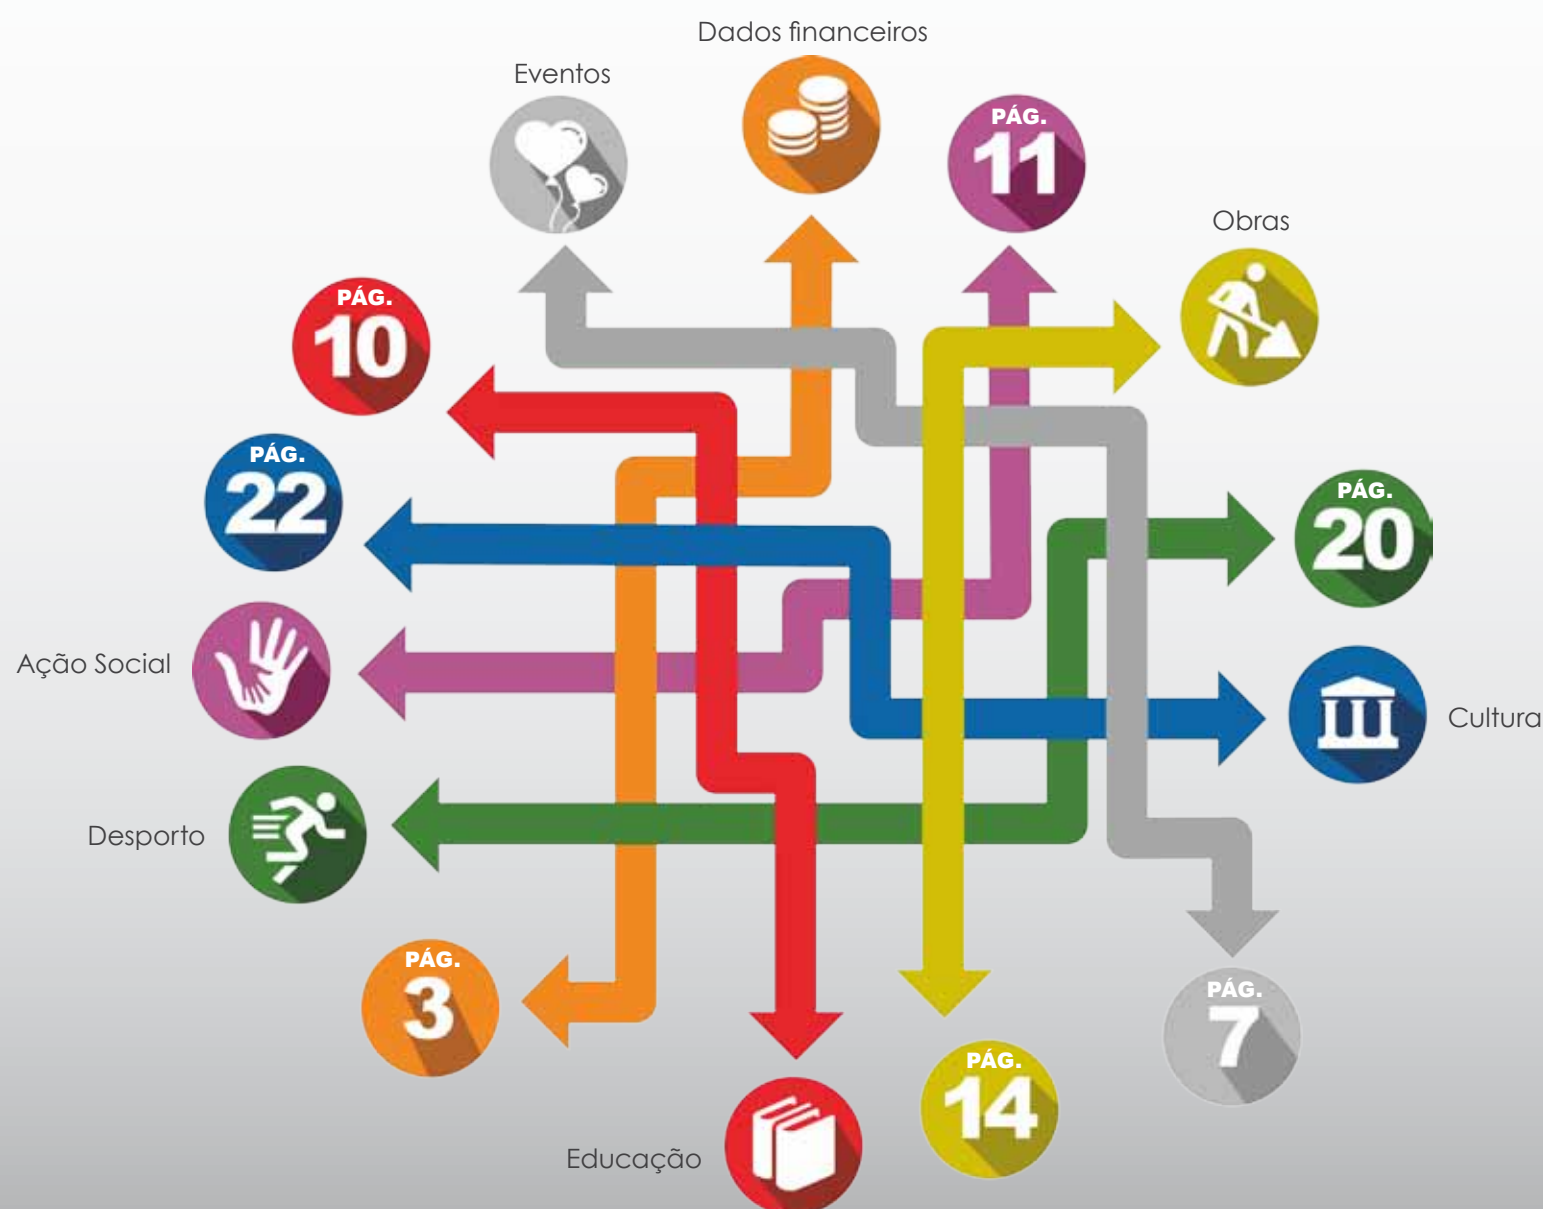 Dados financeiros
Eventos
PÁG.
11
Obras
PÁG.
10
PÁG.
22
PÁG.
20
Ação Social
Cultura
Desporto
PÁG.
3
PÁG.
7
PÁG.
14
Educação